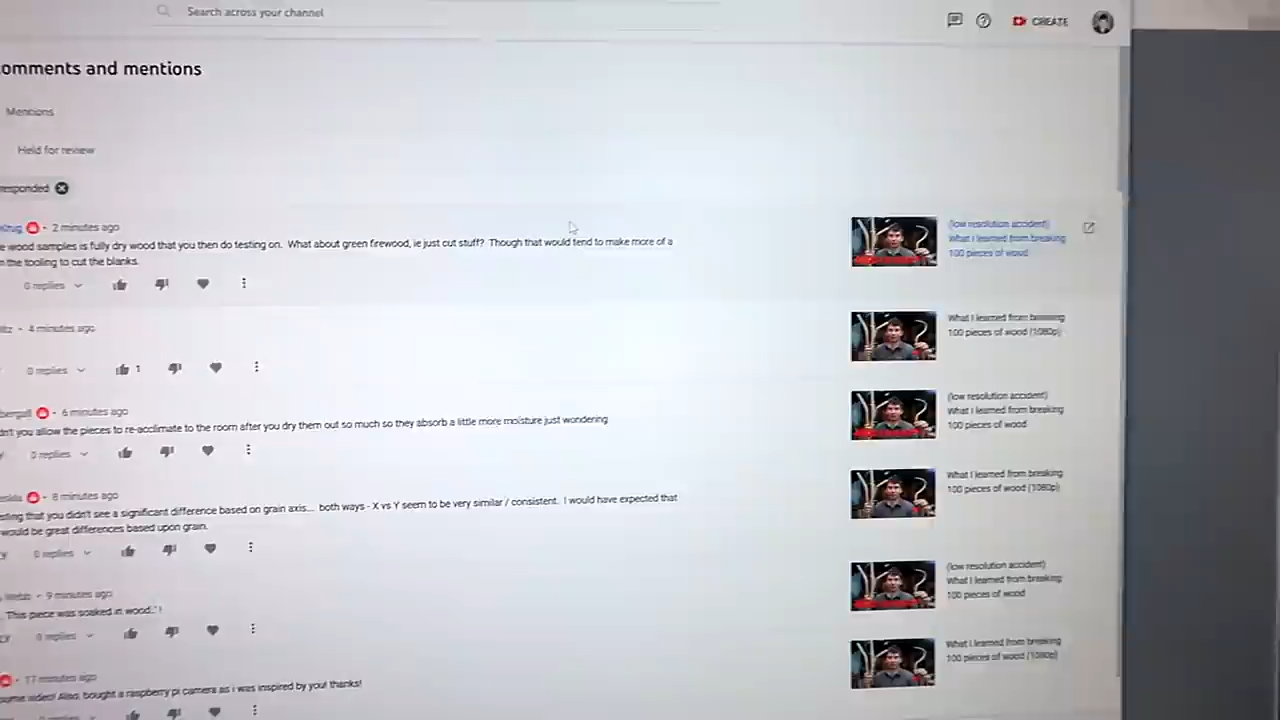 Search across your channel
CREATE
omments and mentions
Mentions
Held for review
responded
2 minutes ago
e wood samples is fully dry wood that you then do testing on. What about green firewood, ie just cut stuff? Though that would tend to make more of a
n the tooling to cut the blanks.
0 replies
(low resolution accident)
What I learned from breaking
100 pieces of wood
4 minutes ago
0 replies
1
What I learned from breaking
100 pieces of wood (1080p)
6 minutes ago
dn't you allow the pieces to re-acclimate to the room after you dry them out so much so they absorb a little more moisture just wondering
0 replies
(low resolution accident)
What I learned from breaking
100 pieces of wood
8 minutes ago
sting that you didn't see a significant difference based on grain axis... both ways - X vs Y seem to be very similar / consistent. I would have expected that
would be great differences based upon grain.
0 replies
What I learned from breaking
100 pieces of wood (1080p)
Webb - 9 minutes ago
This piece was soaked in wood.'' !
0 replies
(low resolution accident)
What I learned from breaking
100 pieces of wood
17 minutes ago
some video! Also, bought a raspberry pi camera as i was inspired by you! thanks!
What I learned from breaking
100 pieces of wood (1080p)